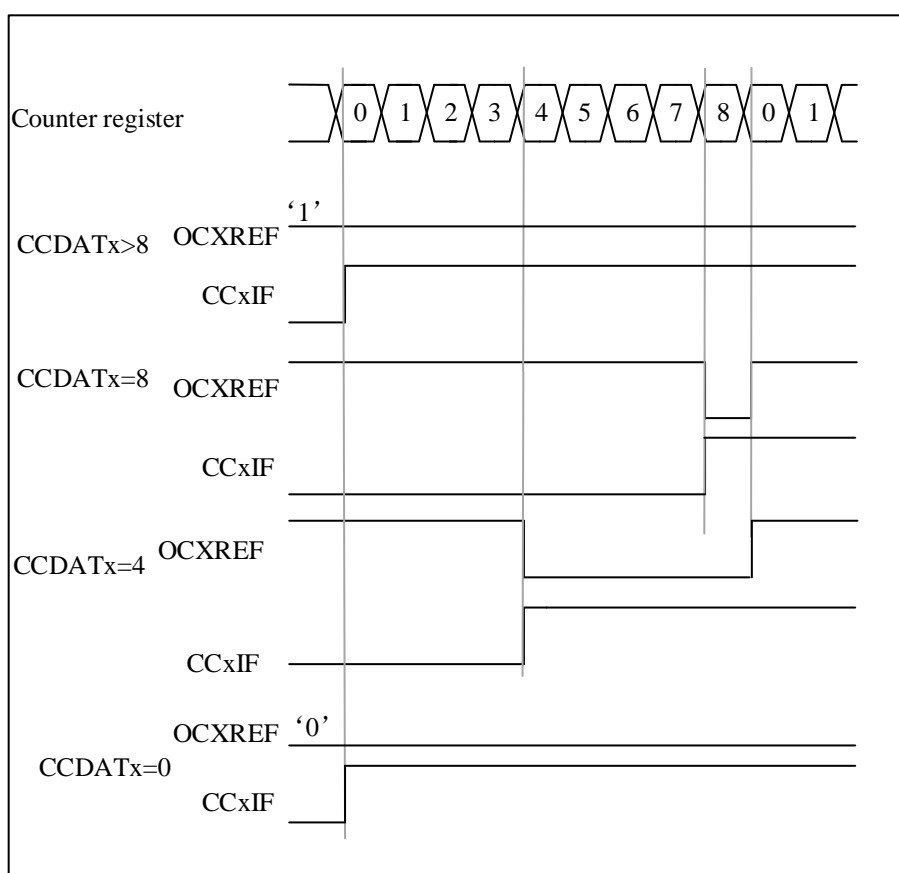 Counter register 0 1 2 3 4 5 6 7 8 0 1
‘1’
CCDATx>8 OCXREF
CCxIF
CCDATx=8 OCXREF
CCxIF
CCDATx=4 OCXREF
CCxIF
OCXREF ‘0’
CCDATx=0
CCxIF